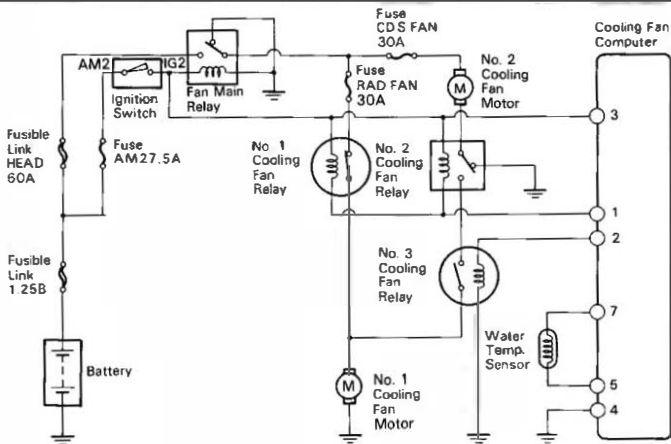 Fuse
CDS FAN
30A
Cooling Fan
Computer
AM2
IG2
Ignition
Switch
Fan Main
Relay
Fuse
RAD FAN
30A
No. 2
Cooling
Fan
Motor
M
3
Fusible
Link
HEAD
60A
Fuse
AM27.5A
No. 1
Cooling
Fan
Relay
No. 2
Cooling
Fan
Relay
1
2
Fusible
Link
1.25B
No. 3
Cooling
Fan
Relay
7
Water
Temp.
Sensor
Battery
M
No. 1
Cooling
Fan
Motor
5
4